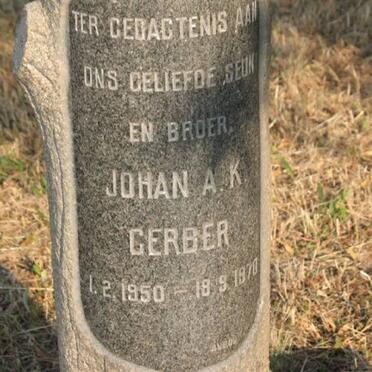 TER GEDAGTENIS AAN
ONS GELIEFDE SEUN
EN BROER,
JOHAN A. K.
GERBER
1.2.1950 – 18.9.1970